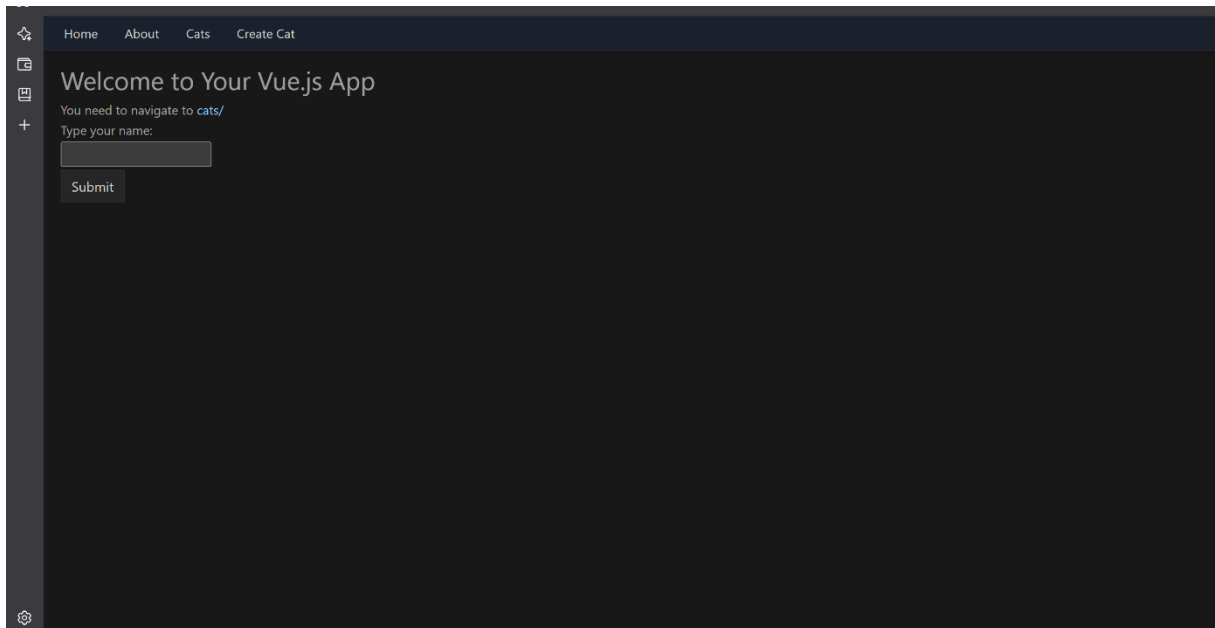 Home About Cats Create Cat
Welcome to Your Vue.js App
You need to navigate to cats/
Type your name:
Submit